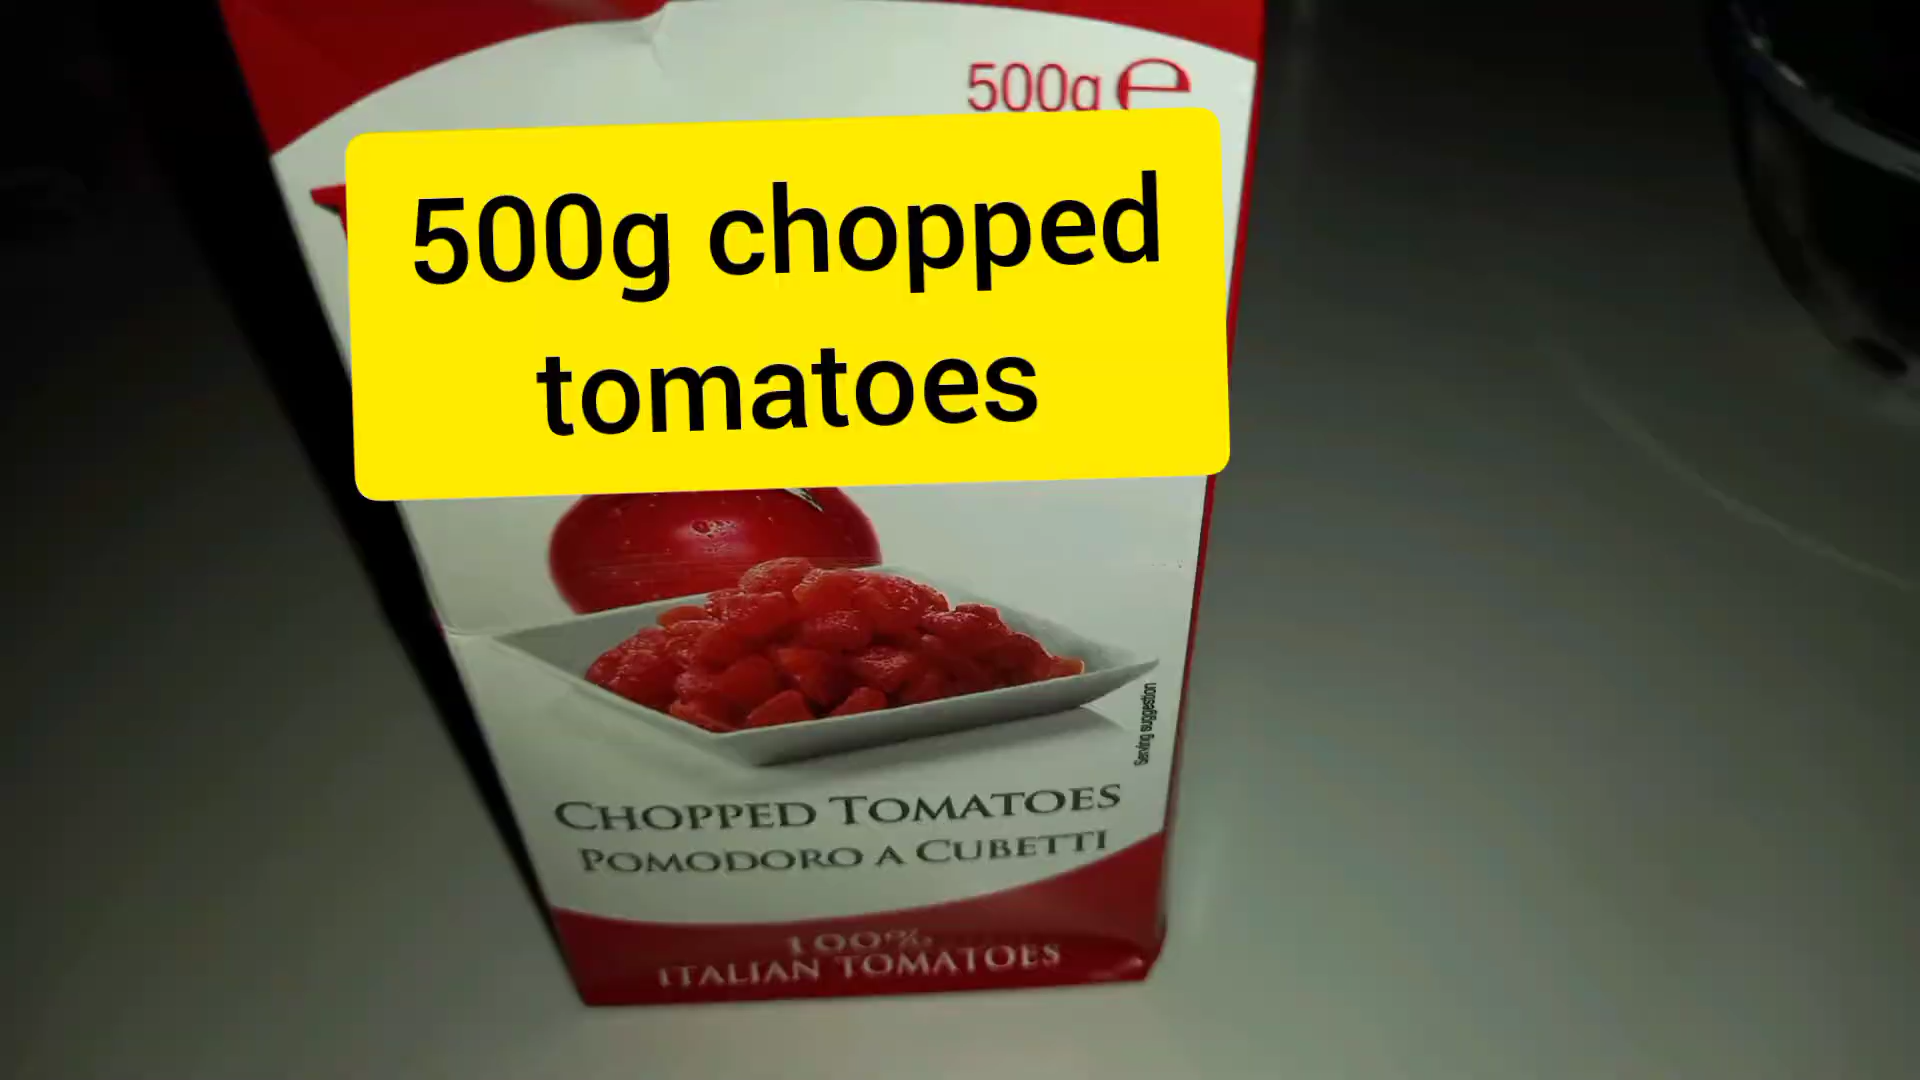 500g e
500g chopped
tomatoes
Serving suggestion
CHOPPED TOMATOES
POMODORO A CUBETTI
100%
ITALIAN TOMATOES